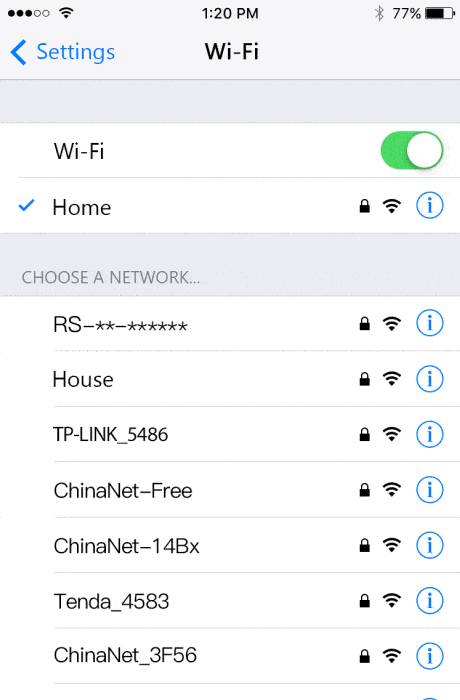 1:20 PM 77%
Settings Wi-Fi
Wi-Fi
Home
CHOOSE A NETWORK...
RS-**-******
House
TP-LINK_5486
ChinaNet-Free
ChinaNet-14Bx
Tenda_4583
ChinaNet_3F56